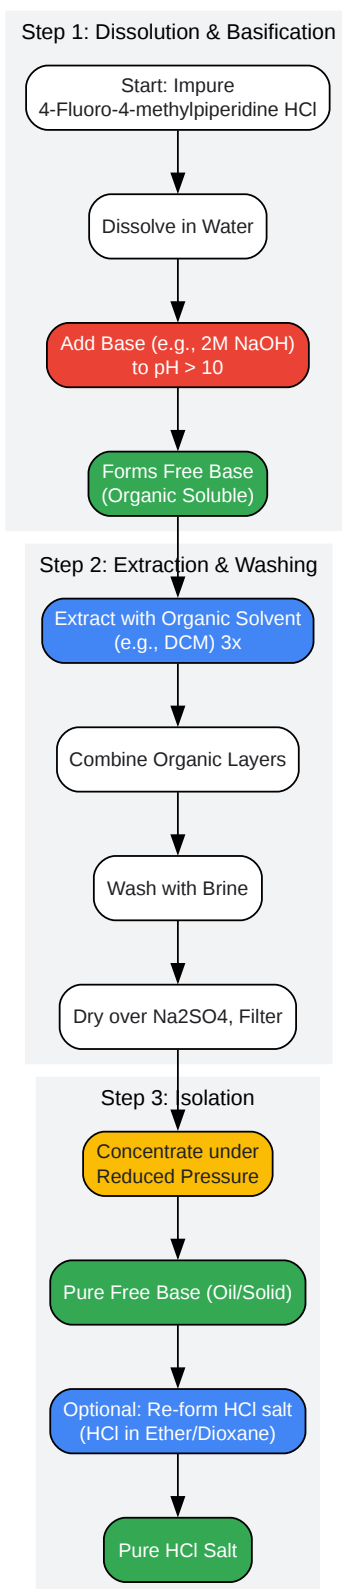 Step 1: Dissolution & Basification
Start: Impure
4-Fluoro-4-methylpiperidine HCl
Dissolve in Water
Add Base (e.g., 2M NaOH)
to pH > 10
Forms Free Base
(Organic Soluble)
Step 2: Extraction & Washing
Extract with Organic Solvent
(e.g., DCM) 3x
Combine Organic Layers
Wash with Brine
Dry over Na2SO4, Filter
Step 3: Isolation
Concentrate under
Reduced Pressure
Pure Free Base (Oil/Solid)
Optional: Re-form HCl salt
(HCl in Ether/Dioxane)
Pure HCl Salt